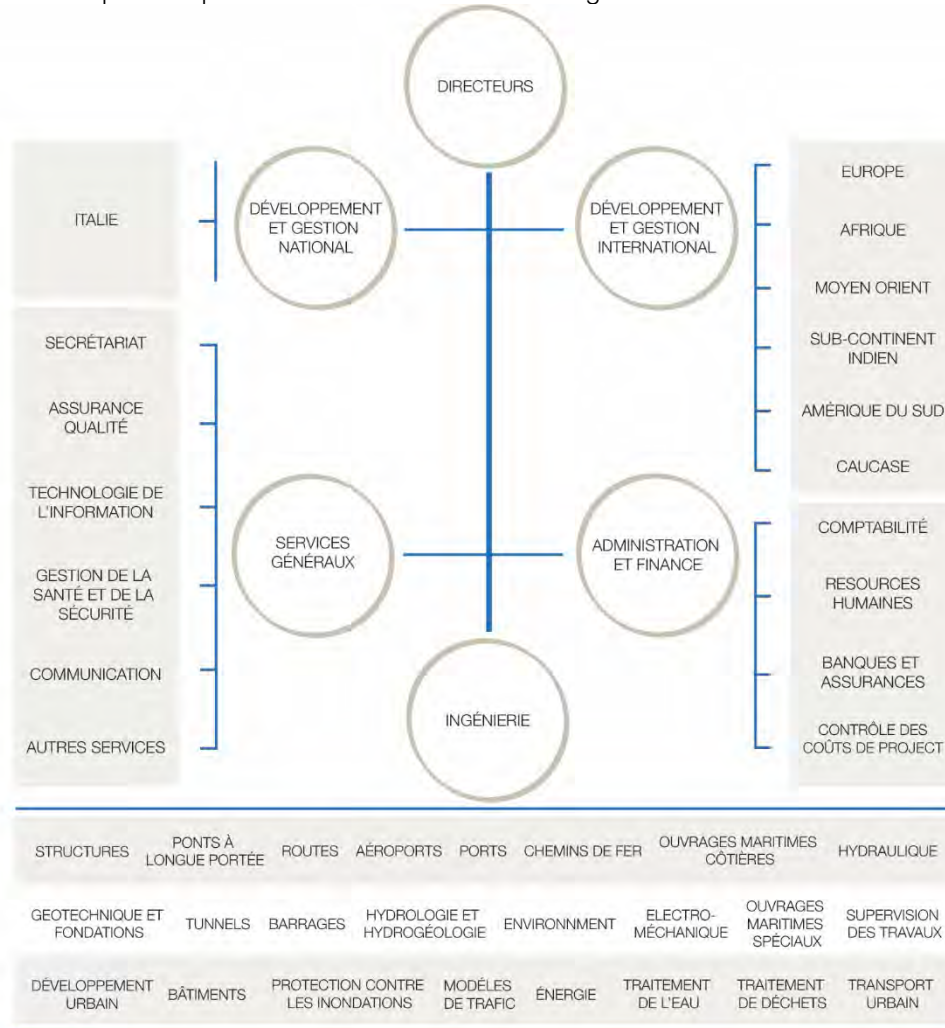 DIRECTEURS
ITALIE
DÉVELOPPEMENT
ET GESTION
NATIONAL
DÉVELOPPEMENT
ET GESTION
INTERNATIONAL
EUROPE
AFRIQUE
MOYEN ORIENT
SUB-CONTINENT
INDIEN
AMÉRIQUE DU SUD
CAUCASE
SECRÉTARIAT
ASSURANCE
QUALITÉ
TECHNOLOGIE DE
L'INFORMATION
GESTION DE LA
SANTÉ ET DE LA
SÉCURITÉ
COMMUNICATION
AUTRES SERVICES
SERVICES
GÉNÉRAUX
ADMINISTRATION
ET FINANCE
COMPTABILITÉ
RESOURCES
HUMAINES
BANQUES ET
ASSURANCES
CONTRÔLE DES
COÛTS DE PROJECT
INGÉNIERIE
STRUCTURES
PONTS À
LONGUE PORTÉE
ROUTES
AÉROPORTS
PORTS
CHEMINS DE FER
OUVRAGES MARITIMES
CÔTIÈRES
HYDRAULIQUE
GEOTECHNIQUE ET
FONDATIONS
TUNNELS
BARRAGES
HYDROLOGIE ET
HYDROGÉOLOGIE
ENVIRONNMENT
ELECTRO-
MÉCHANIQUE
OUVRAGES
MARITIMES
SPÉCIAUX
SUPERVISION
DES TRAVAUX
DÉVELOPPEMENT
URBAIN
BÂTIMENTS
PROTECTION CONTRE
LES INONDATIONS
MODÉLES
DE TRAFIC
ÉNERGIE
TRAITEMENT
DE L'EAU
TRAITEMENT
DE DÉCHETS
TRANSPORT
URBAIN